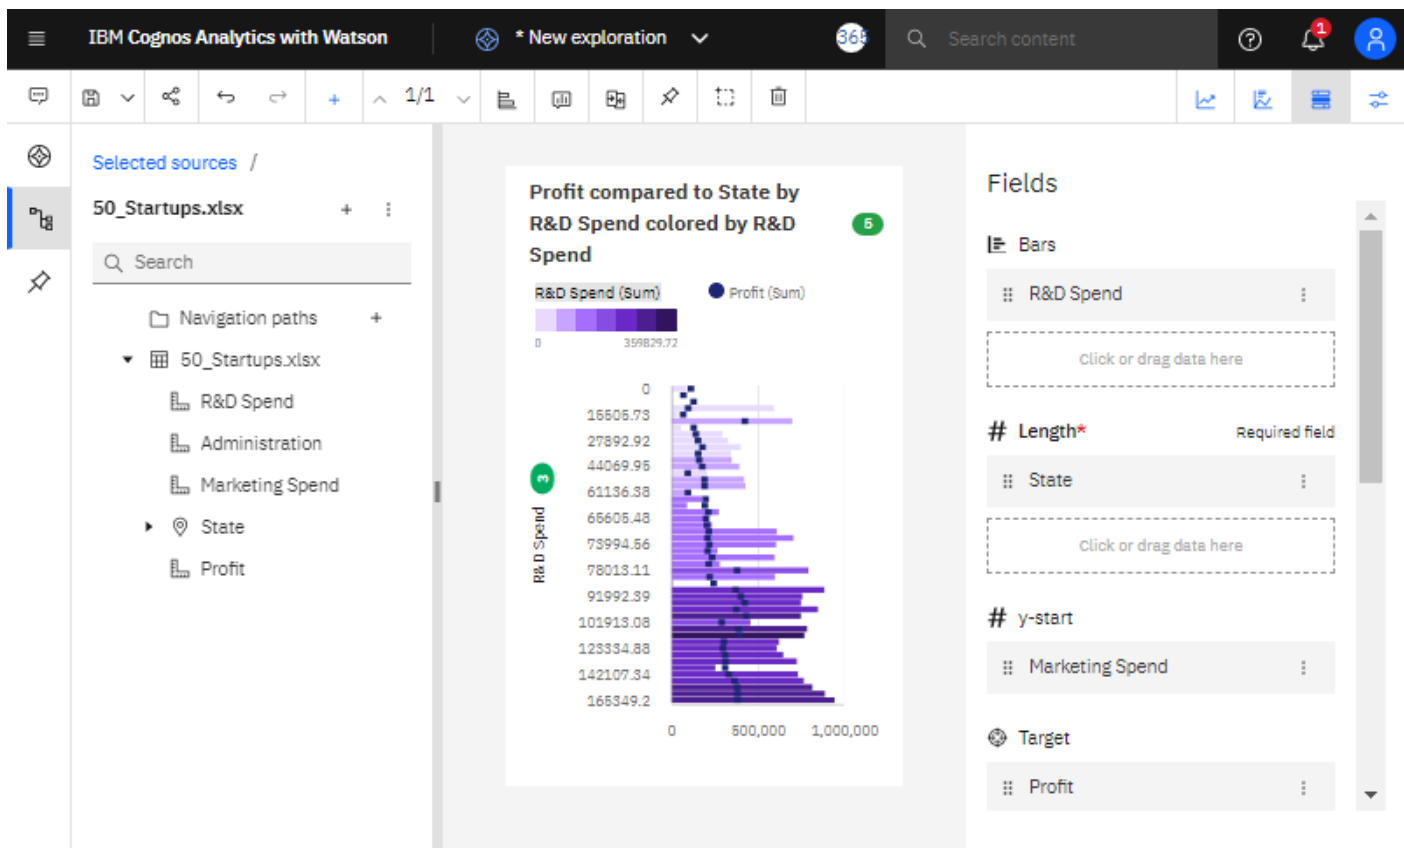 IBM Cognos Analytics with Watson
* New exploration
365
Search content
1
1/1
Selected sources /
50_Startups.xlsx
Search
Navigation paths
50_Startups.xlsx
R&D Spend
Administration
Marketing Spend
State
Profit
Profit compared to State by
R&D Spend colored by R&D
Spend
5
R&D Spend (Sum)
Profit (Sum)
0
359829.72
3
R&D Spend
0
15505.73
27892.92
44069.95
61136.38
65605.48
73994.56
78013.11
91992.39
101913.08
123334.88
142107.34
165349.2
0
500,000
1,000,000
Fields
Bars
R&D Spend
Click or drag data here
Length*
Required field
State
Click or drag data here
y-start
Marketing Spend
Target
Profit